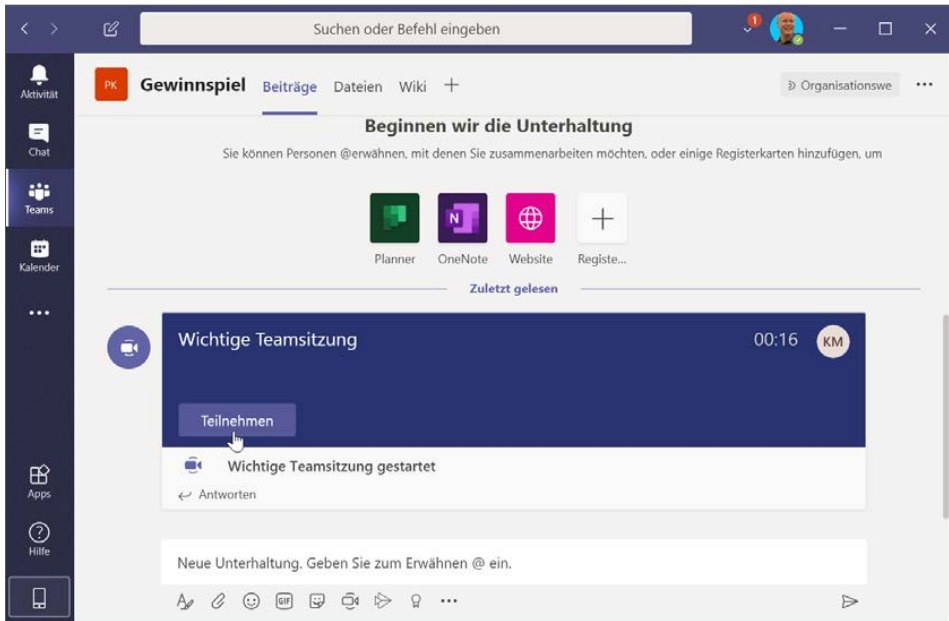 Suchen oder Befehl eingeben
1
Aktivität
Chat
Teams
Kalender
Apps
Hilfe
PK
Gewinnspiel Beiträge Dateien Wiki
Organisationswe
Beginnen wir die Unterhaltung
Sie können Personen @erwähnen, mit denen Sie zusammenarbeiten möchten, oder einige Registerkarten hinzufügen, um
N
Planner OneNote Website Registe...
Zuletzt gelesen
Wichtige Teamsitzung 00:16 KM
Teilnehmen
Wichtige Teamsitzung gestartet
Antworten
Neue Unterhaltung. Geben Sie zum Erwähnen @ ein.
GIF